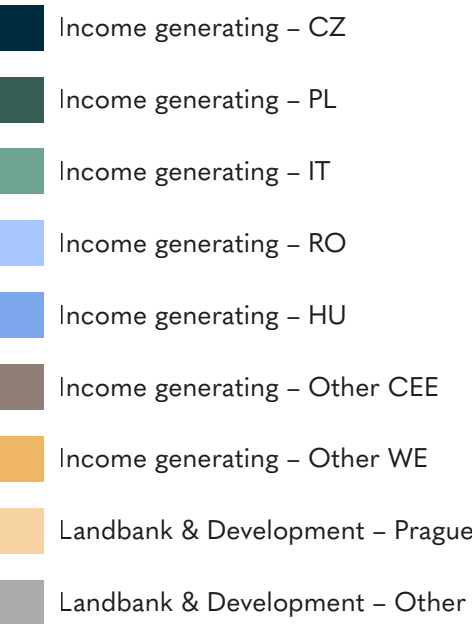 Income generating – CZ
Income generating – PL
Income generating – IT
Income generating – RO
Income generating – HU
Income generating – Other CEE
Income generating – Other WE
Landbank & Development – Prague
Landbank & Development – Other